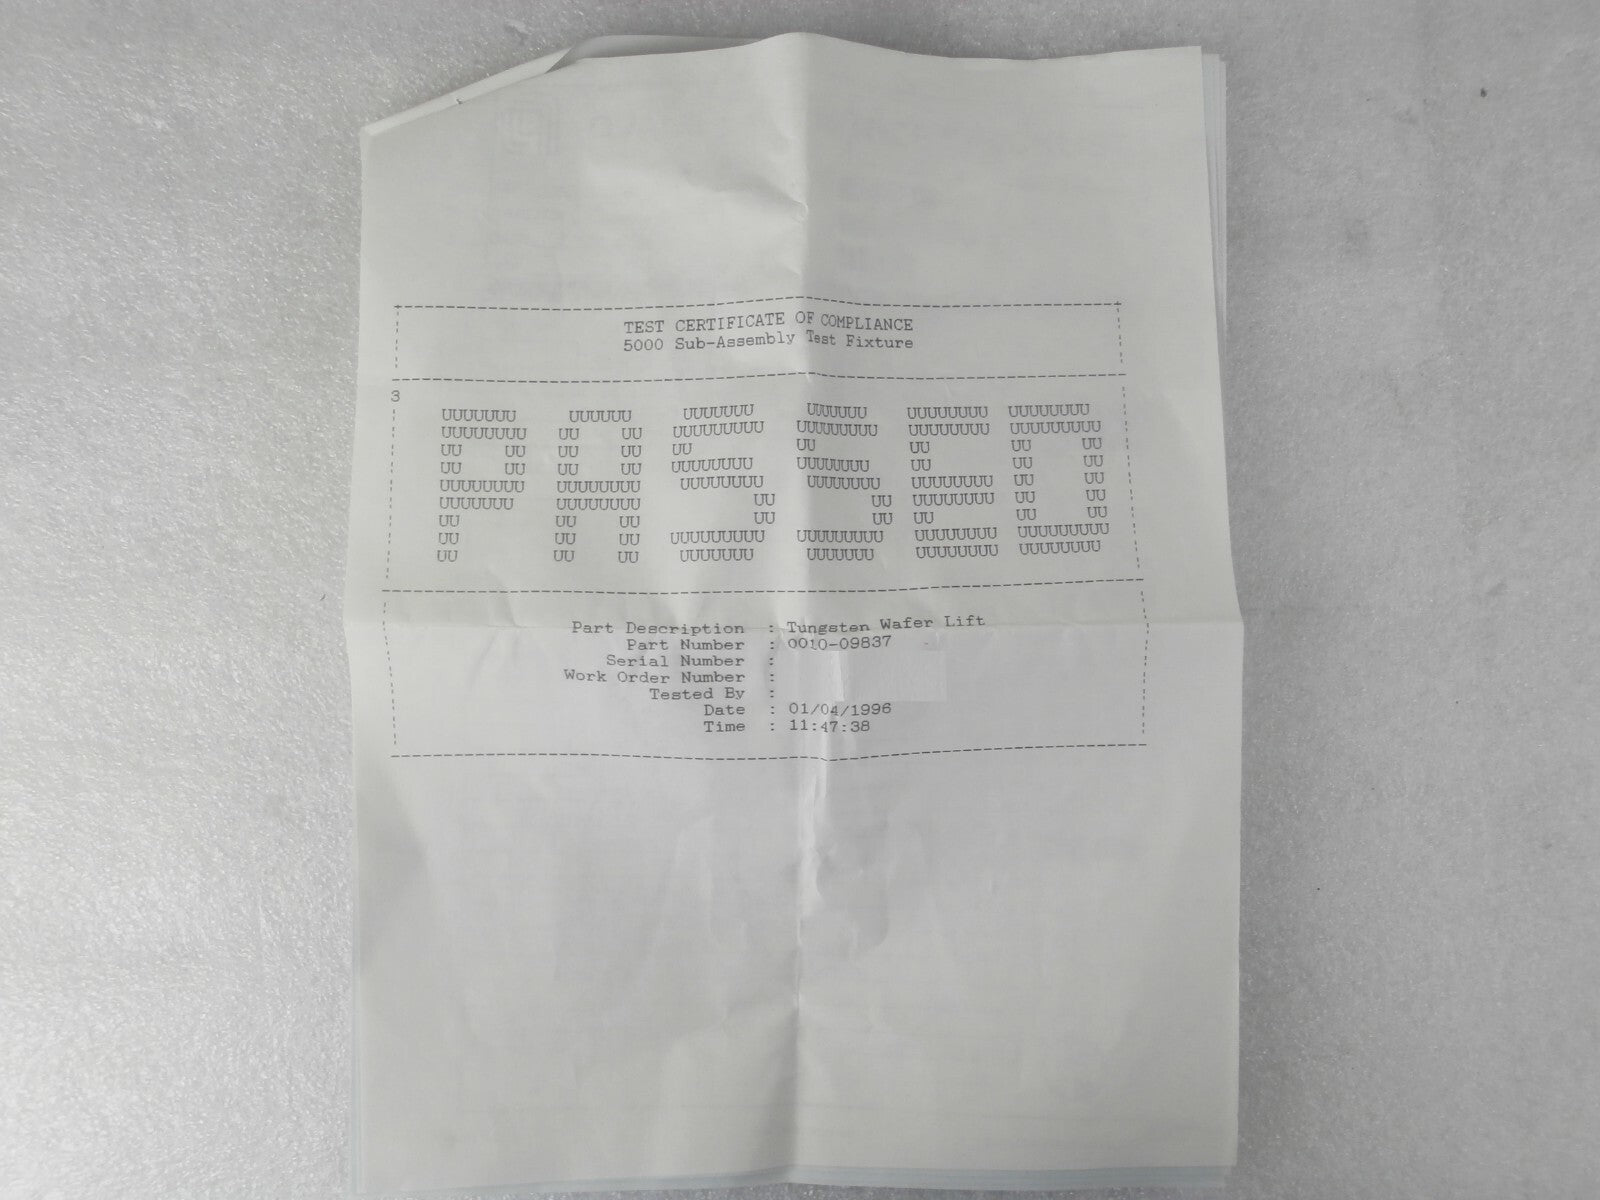 TEST CERTIFICATE OF COMPLIANCE
5000 Sub-Assembly Test Fixture
3
PASSED
Part Description : Tungsten Wafer Lift
Part Number : 0010-09837
Serial Number :
Work Order Number :
Tested By :
Date : 01/04/1996
Time : 11:47:38